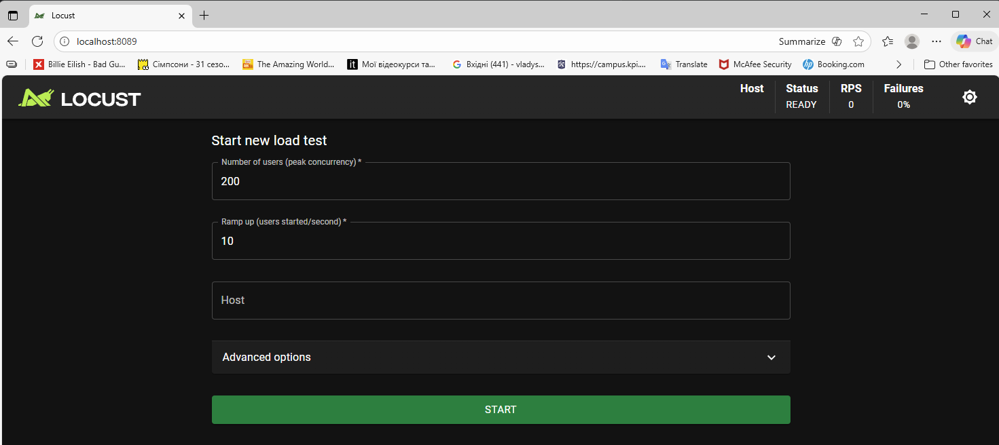 Locust
localhost:8089
Summarize
Chat
Billie Eilish - Bad Gu...
Сімпсони - 31 сезо...
The Amazing World...
Мої відеокурси та...
Вхідні (441) - vladys...
https://campus.kpi....
Translate
McAfee Security
Booking.com
Other favorites
LOCUST
Host
Status
READY
RPS
0
Failures
0%
Start new load test
Number of users (peak concurrency) *
200
Ramp up (users started/second) *
10
Host
Advanced options
START